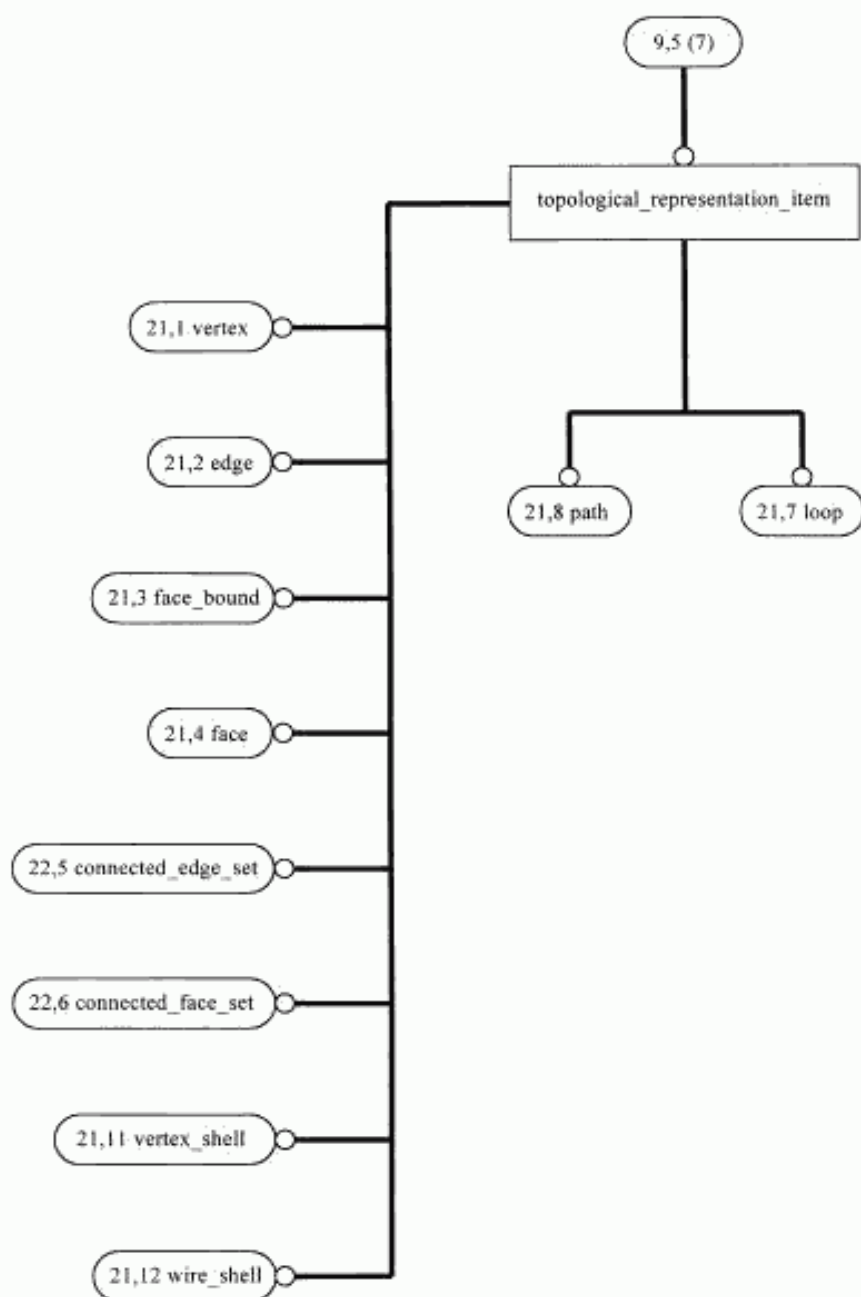 9,5 (7)
topological_representation_item
21,1 vertex
21,2 edge
21,8 path
21,7 loop
21,3 face_bound
21,4 face
22,5 connected_edge_set
22,6 connected_face_set
21,11 vertex_shell
21,12 wire_shell